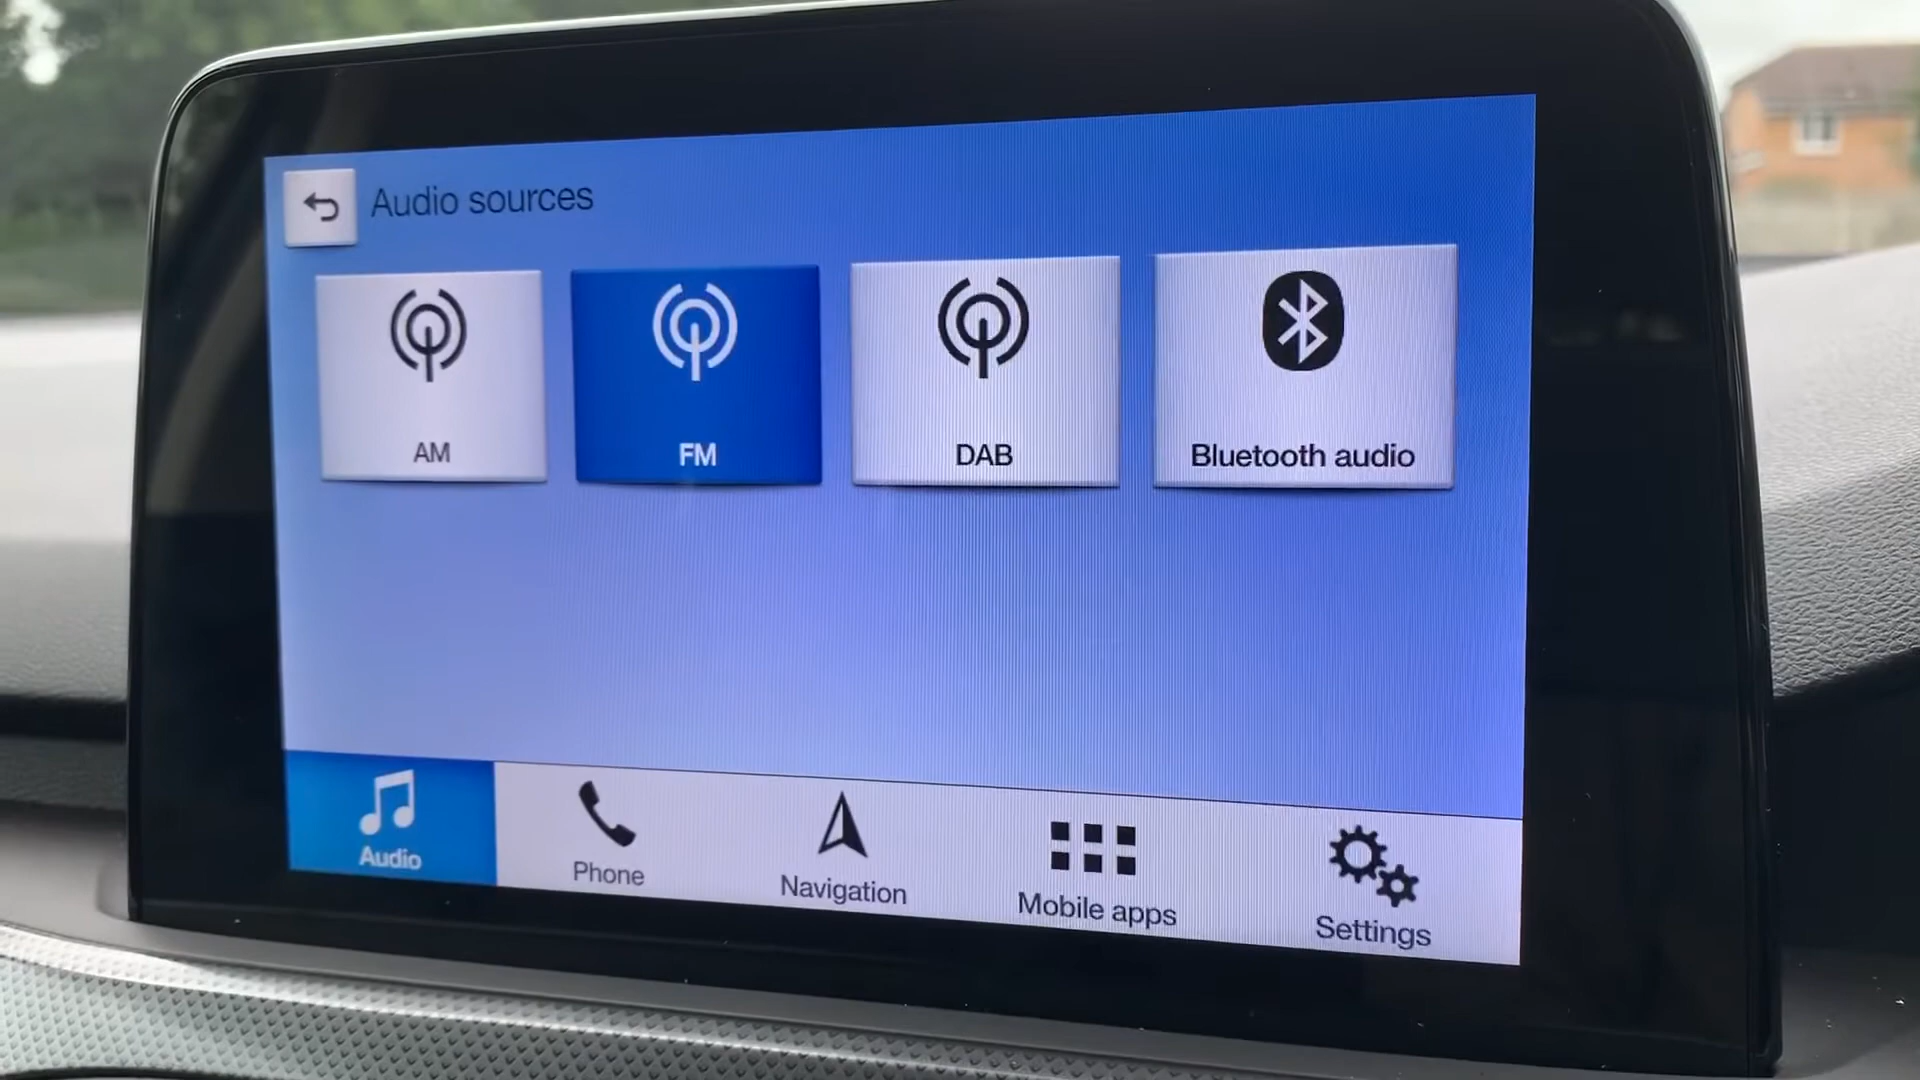 Audio sources
AM
FM
DAB
Bluetooth audio
Audio
Phone
Navigation
Mobile apps
Settings